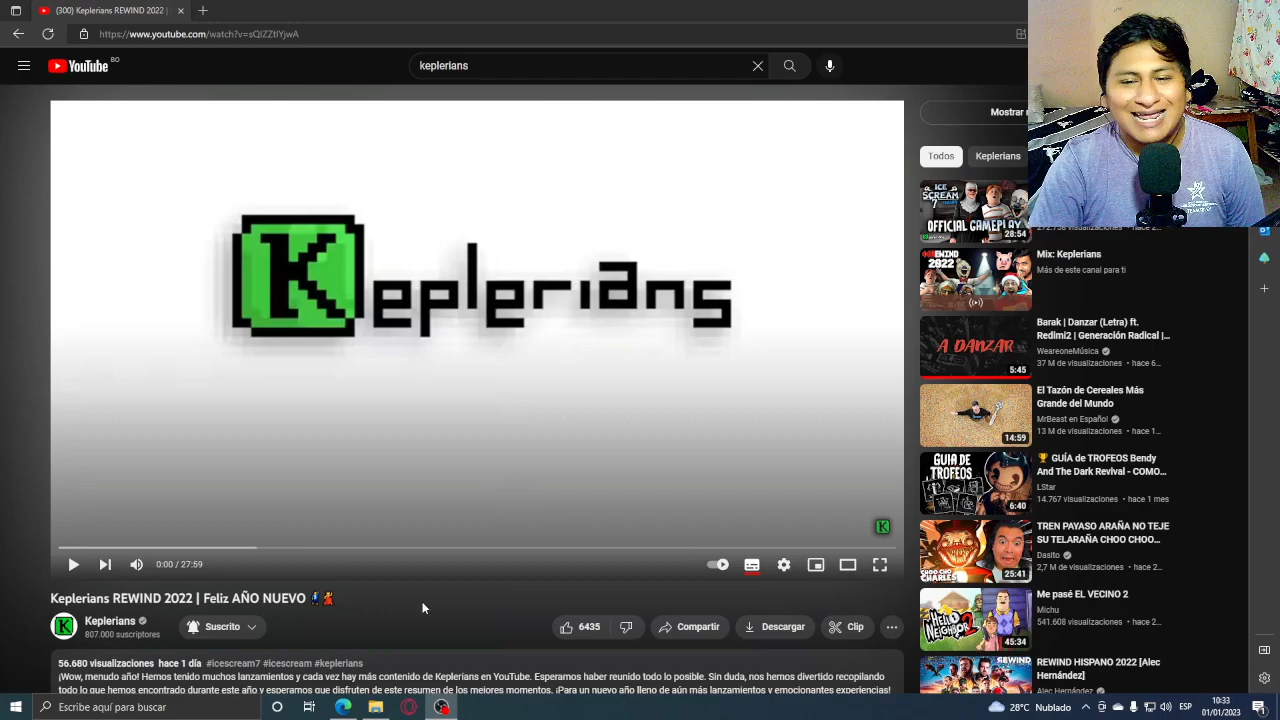 (300) Keplerians REWIND 2022 |
https://www.youtube.com/watch?v=sQIZZtIYjwA
YouTube BO
keplerians
Mostrar
Todos
Keplerians
Keplerians
ICE SCREAM
OFFICIAL GAMEPLAY
28:54
REWIND 2022
Mix: Keplerians
Más de este canal para ti
A DANZAR
5:45
Barak | Danzar (Letra) ft.
Redimi2 | Generación Radical |...
WeareoneMúsica
37 M de visualizaciones • hace 6...
14:59
El Tazón de Cereales Más
Grande del Mundo
MrBeast en Español
13 M de visualizaciones • hace 1...
GUIA DE
TROFEOS
6:40
GUÍA de TROFEOS Bendy
And The Dark Revival - COMO...
LStar
14.767 visualizaciones • hace 1 mes
CHOO CHOO
CHARLES
25:41
TREN PAYASO ARAÑA NO TEJE
SU TELARAÑA CHOO CHOO...
Dasito
2,7 M de visualizaciones • hace 2...
HELLO
NEIGHBOR 2
45:34
Me pasé EL VECINO 2
Michu
541.608 visualizaciones • hace 2...
REWIND
REWIND HISPANO 2022 [Alec
Hernández]
Alec Hernández
0:00 / 27:59
Keplerians REWIND 2022 | Feliz AÑO NUEVO
Keplerians
807.000 suscriptores
Suscrito
6435
Compartir
Descargar
Clip
56.680 visualizaciones hace 1 día #icescream7 #icescream #keplerians
¡Wow, menudo año! Hemos tenido muchos lanzamientos y cada vez hay más contenido de Keplerians en YouTube. Esperamos haber reunido todo lo posible. Sin duda, nos hemos divertido recopilando
todo lo que hemos encontrado durante este año y esperamos que disfruten de este resumen de los mejores momentos. ¡Para un nuevo año lleno de aún más lanzamientos y emocionantes experiencias!
Escribe aquí para buscar
28°C Nublado
ESP
10:33
01/01/2023